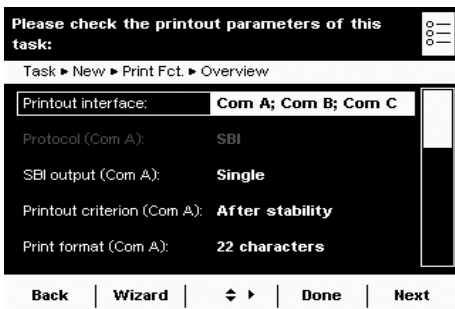 Please check the printout parameters of this
task:
Task ▸ New ▸ Print Fct. ▸ Overview
Printout interface: Com A; Com B; Com C
Protocol (Com A): SBI
SBI output (Com A): Single
Printout criterion (Com A): After stability
Print format (Com A): 22 characters
Back Wizard Done Next